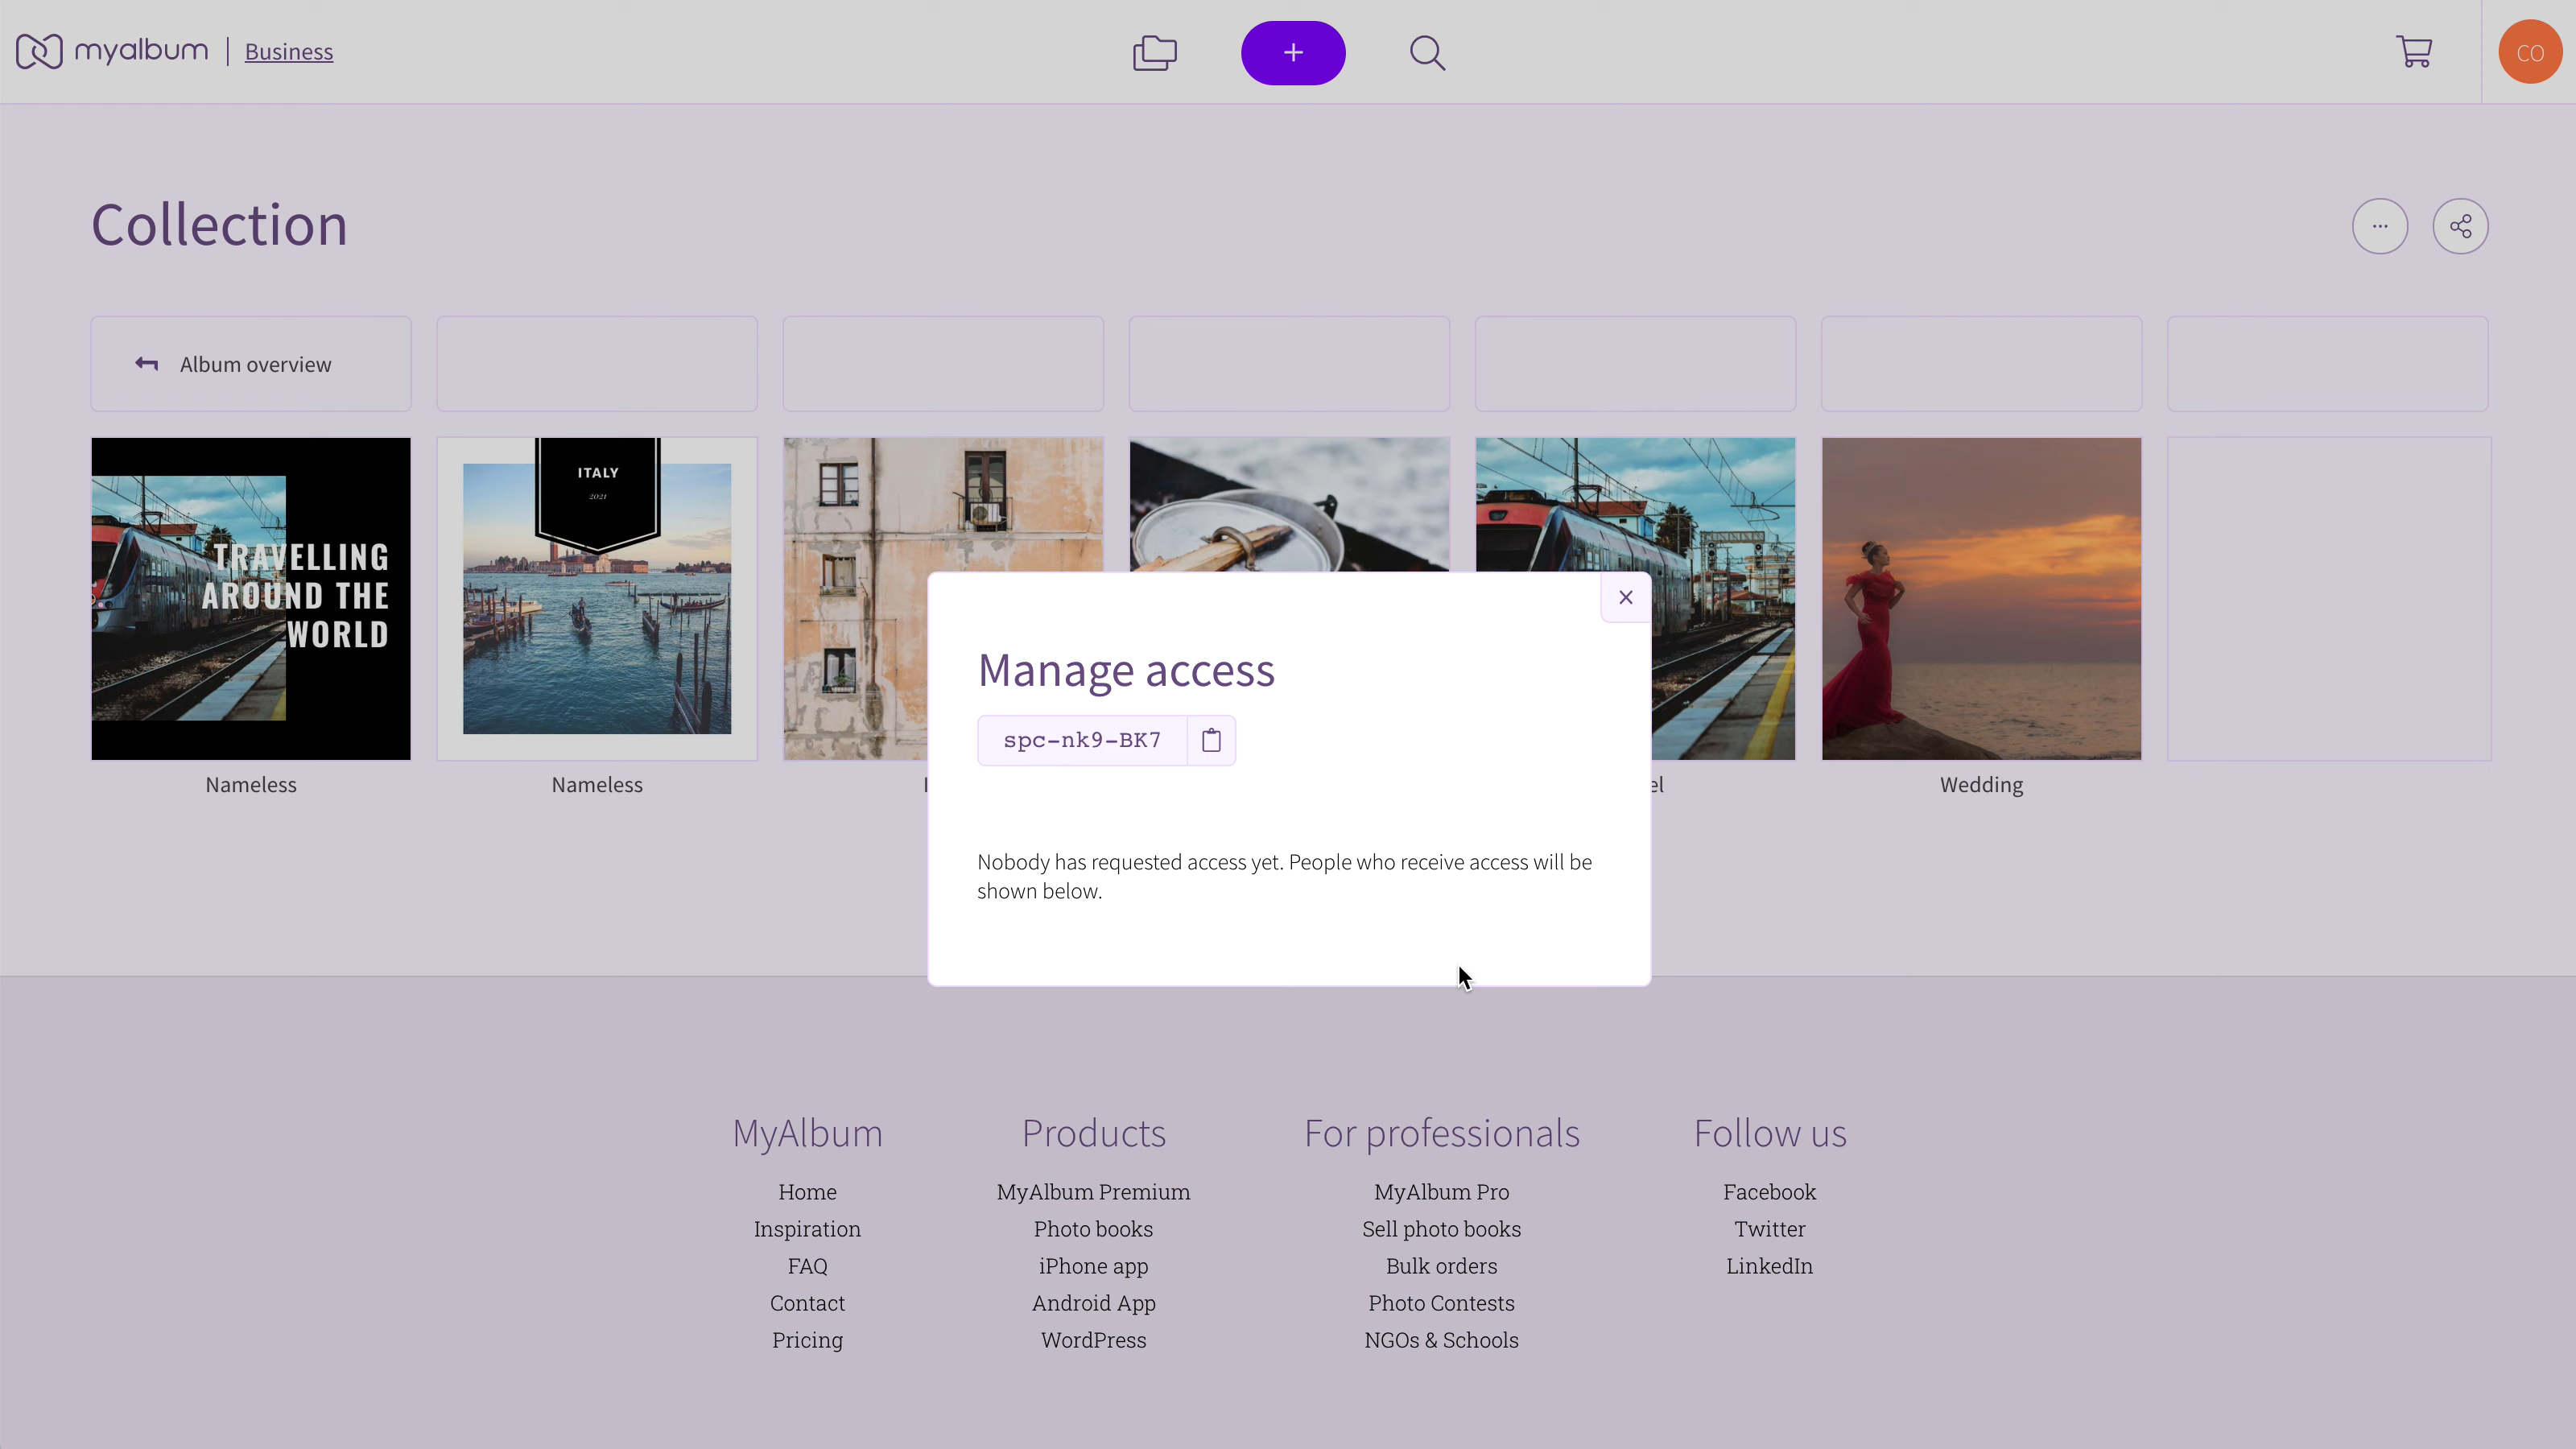 myalbum | Business
+
CO
Collection
Album overview
TRAVELLING
AROUND THE
WORLD
ITALY
2021
Nameless
Nameless
Wedding
Manage access
spc-nk9-BK7
Nobody has requested access yet. People who receive access will be
shown below.
MyAlbum
Home
Inspiration
FAQ
Contact
Pricing
Products
MyAlbum Premium
Photo books
iPhone app
Android App
WordPress
For professionals
MyAlbum Pro
Sell photo books
Bulk orders
Photo Contests
NGOs & Schools
Follow us
Facebook
Twitter
LinkedIn